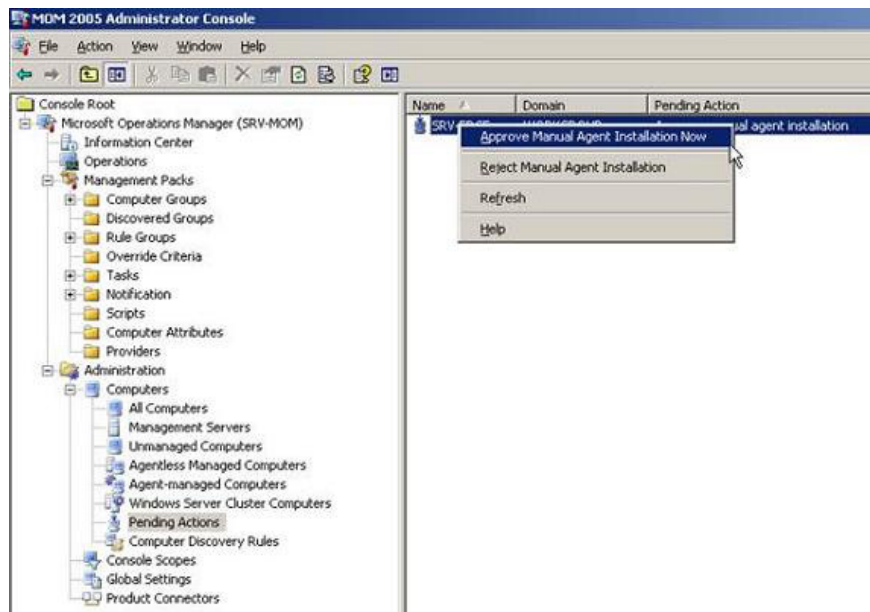 MOM 2005 Administrator Console
File Action View Window Help
Console Root
Microsoft Operations Manager (SRV-MOM)
Information Center
Operations
Management Packs
Computer Groups
Discovered Groups
Rule Groups
Override Criteria
Tasks
Notification
Scripts
Computer Attributes
Providers
Administration
Computers
All Computers
Management Servers
Unmanaged Computers
Agentless Managed Computers
Agent-managed Computers
Windows Server Cluster Computers
Pending Actions
Computer Discovery Rules
Console Scopes
Global Settings
Product Connectors
Name Domain Pending Action
agent installation
Approve Manual Agent Installation Now
Reject Manual Agent Installation
Refresh
Help